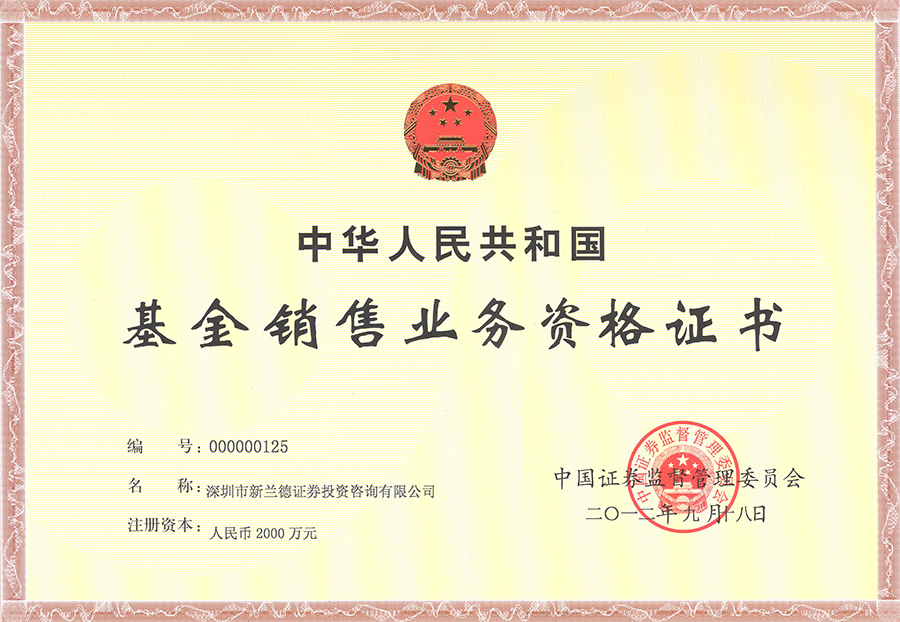 中华人民共和国
基金销售业务资格证书
编 号：000000125
名 称：深圳市新兰德证券投资咨询有限公司
注册资本：人民币2000万元
中国证券监督管理委员会
中国证券监督管理委员会
二〇一二年九月十八日